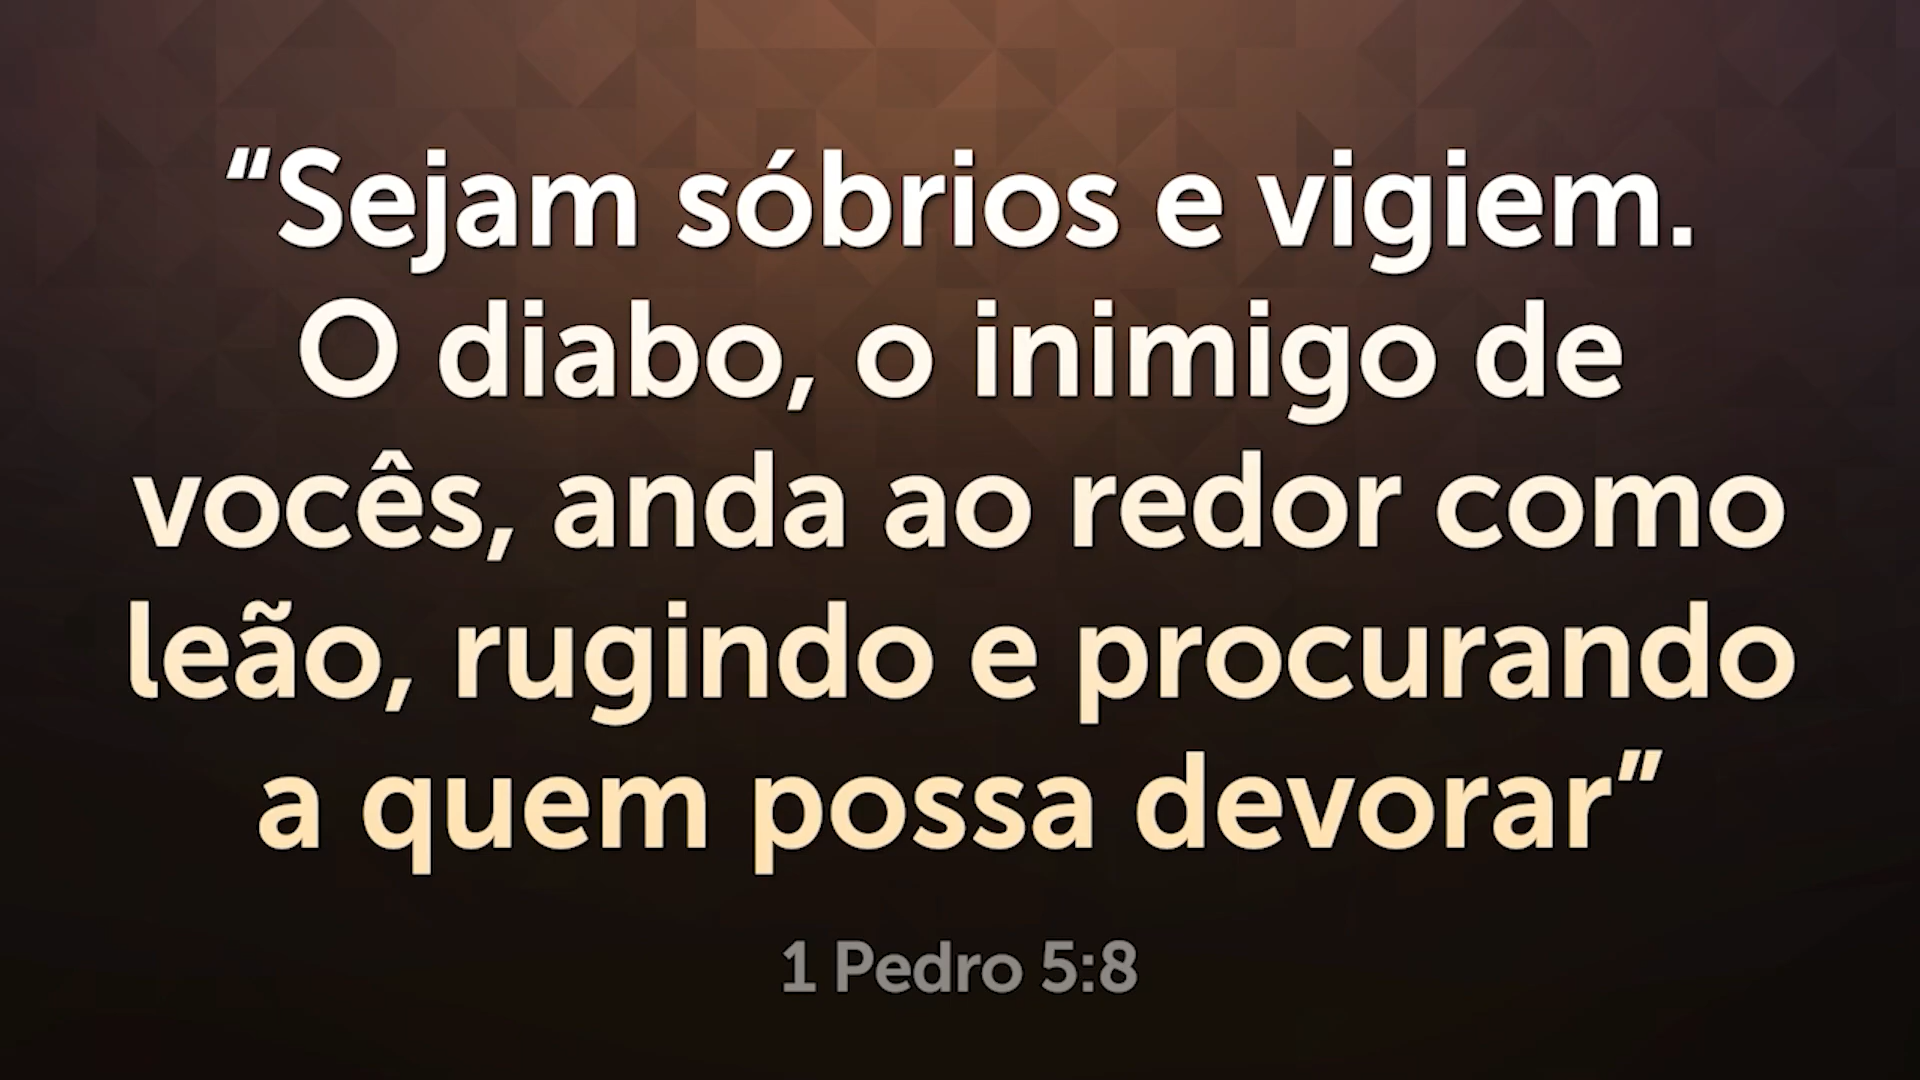 “Sejam sóbrios e vigiem.
O diabo, o inimigo de
vocês, anda ao redor como
leão, rugindo e procurando
a quem possa devorar”
1 Pedro 5:8